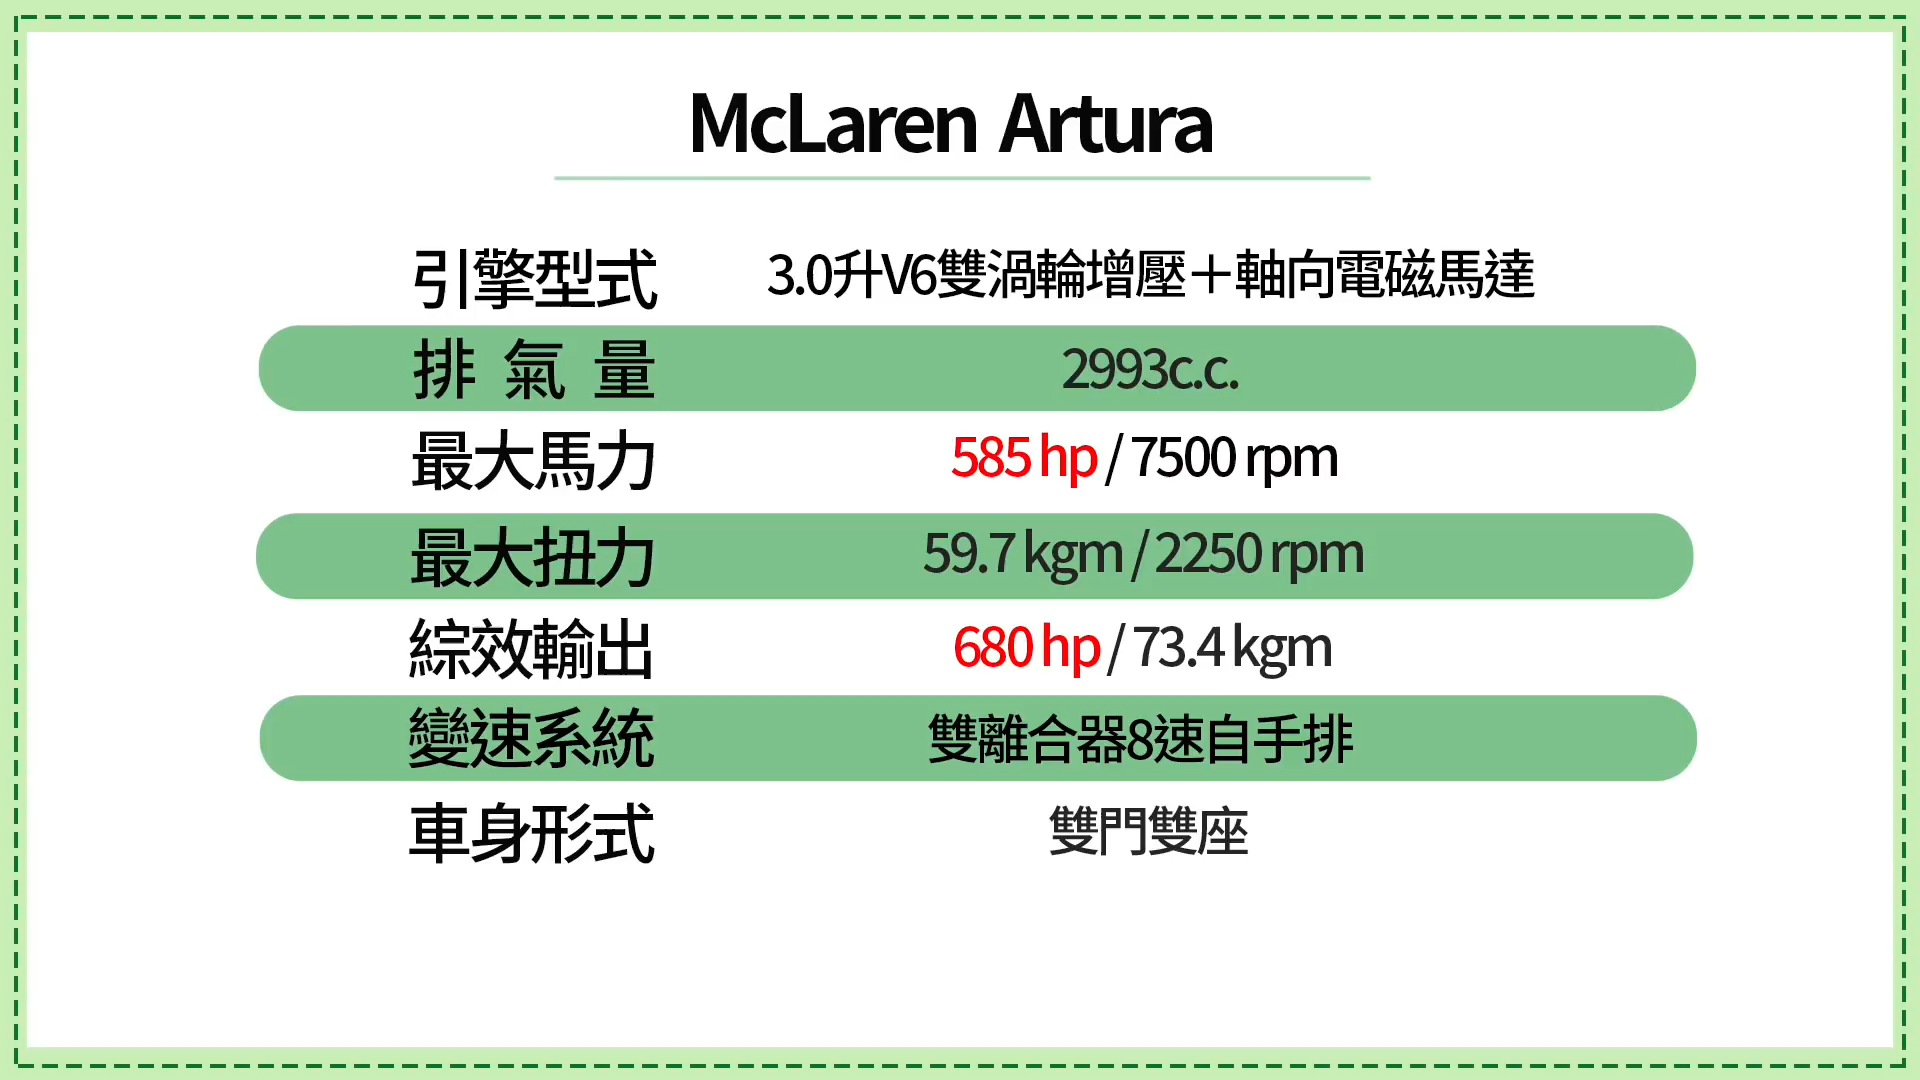 McLaren Artura
引擎型式 3.0升V6雙渦輪增壓＋軸向電磁馬達
排氣量 2993c.c.
最大馬力 585 hp / 7500 rpm
最大扭力 59.7 kgm / 2250 rpm
綜效輸出 680 hp / 73.4 kgm
變速系統 雙離合器8速自手排
車身形式 雙門雙座